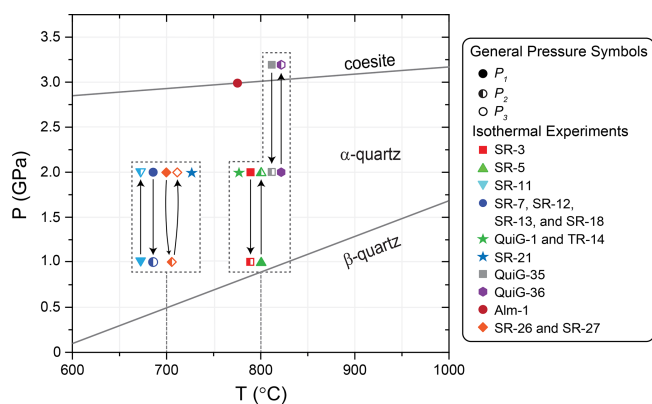 3.5
3.0
2.5
2.0
1.5
1.0
0.5
0
P (GPa)
600
700
800
900
1000
T (°C)
coesite
α-quartz
β-quartz
General Pressure Symbols
P1
P2
P3
Isothermal Experiments
SR-3
SR-5
SR-11
SR-7, SR-12,
SR-13, and SR-18
QuiG-1 and TR-14
SR-21
QuiG-35
QuiG-36
Alm-1
SR-26 and SR-27